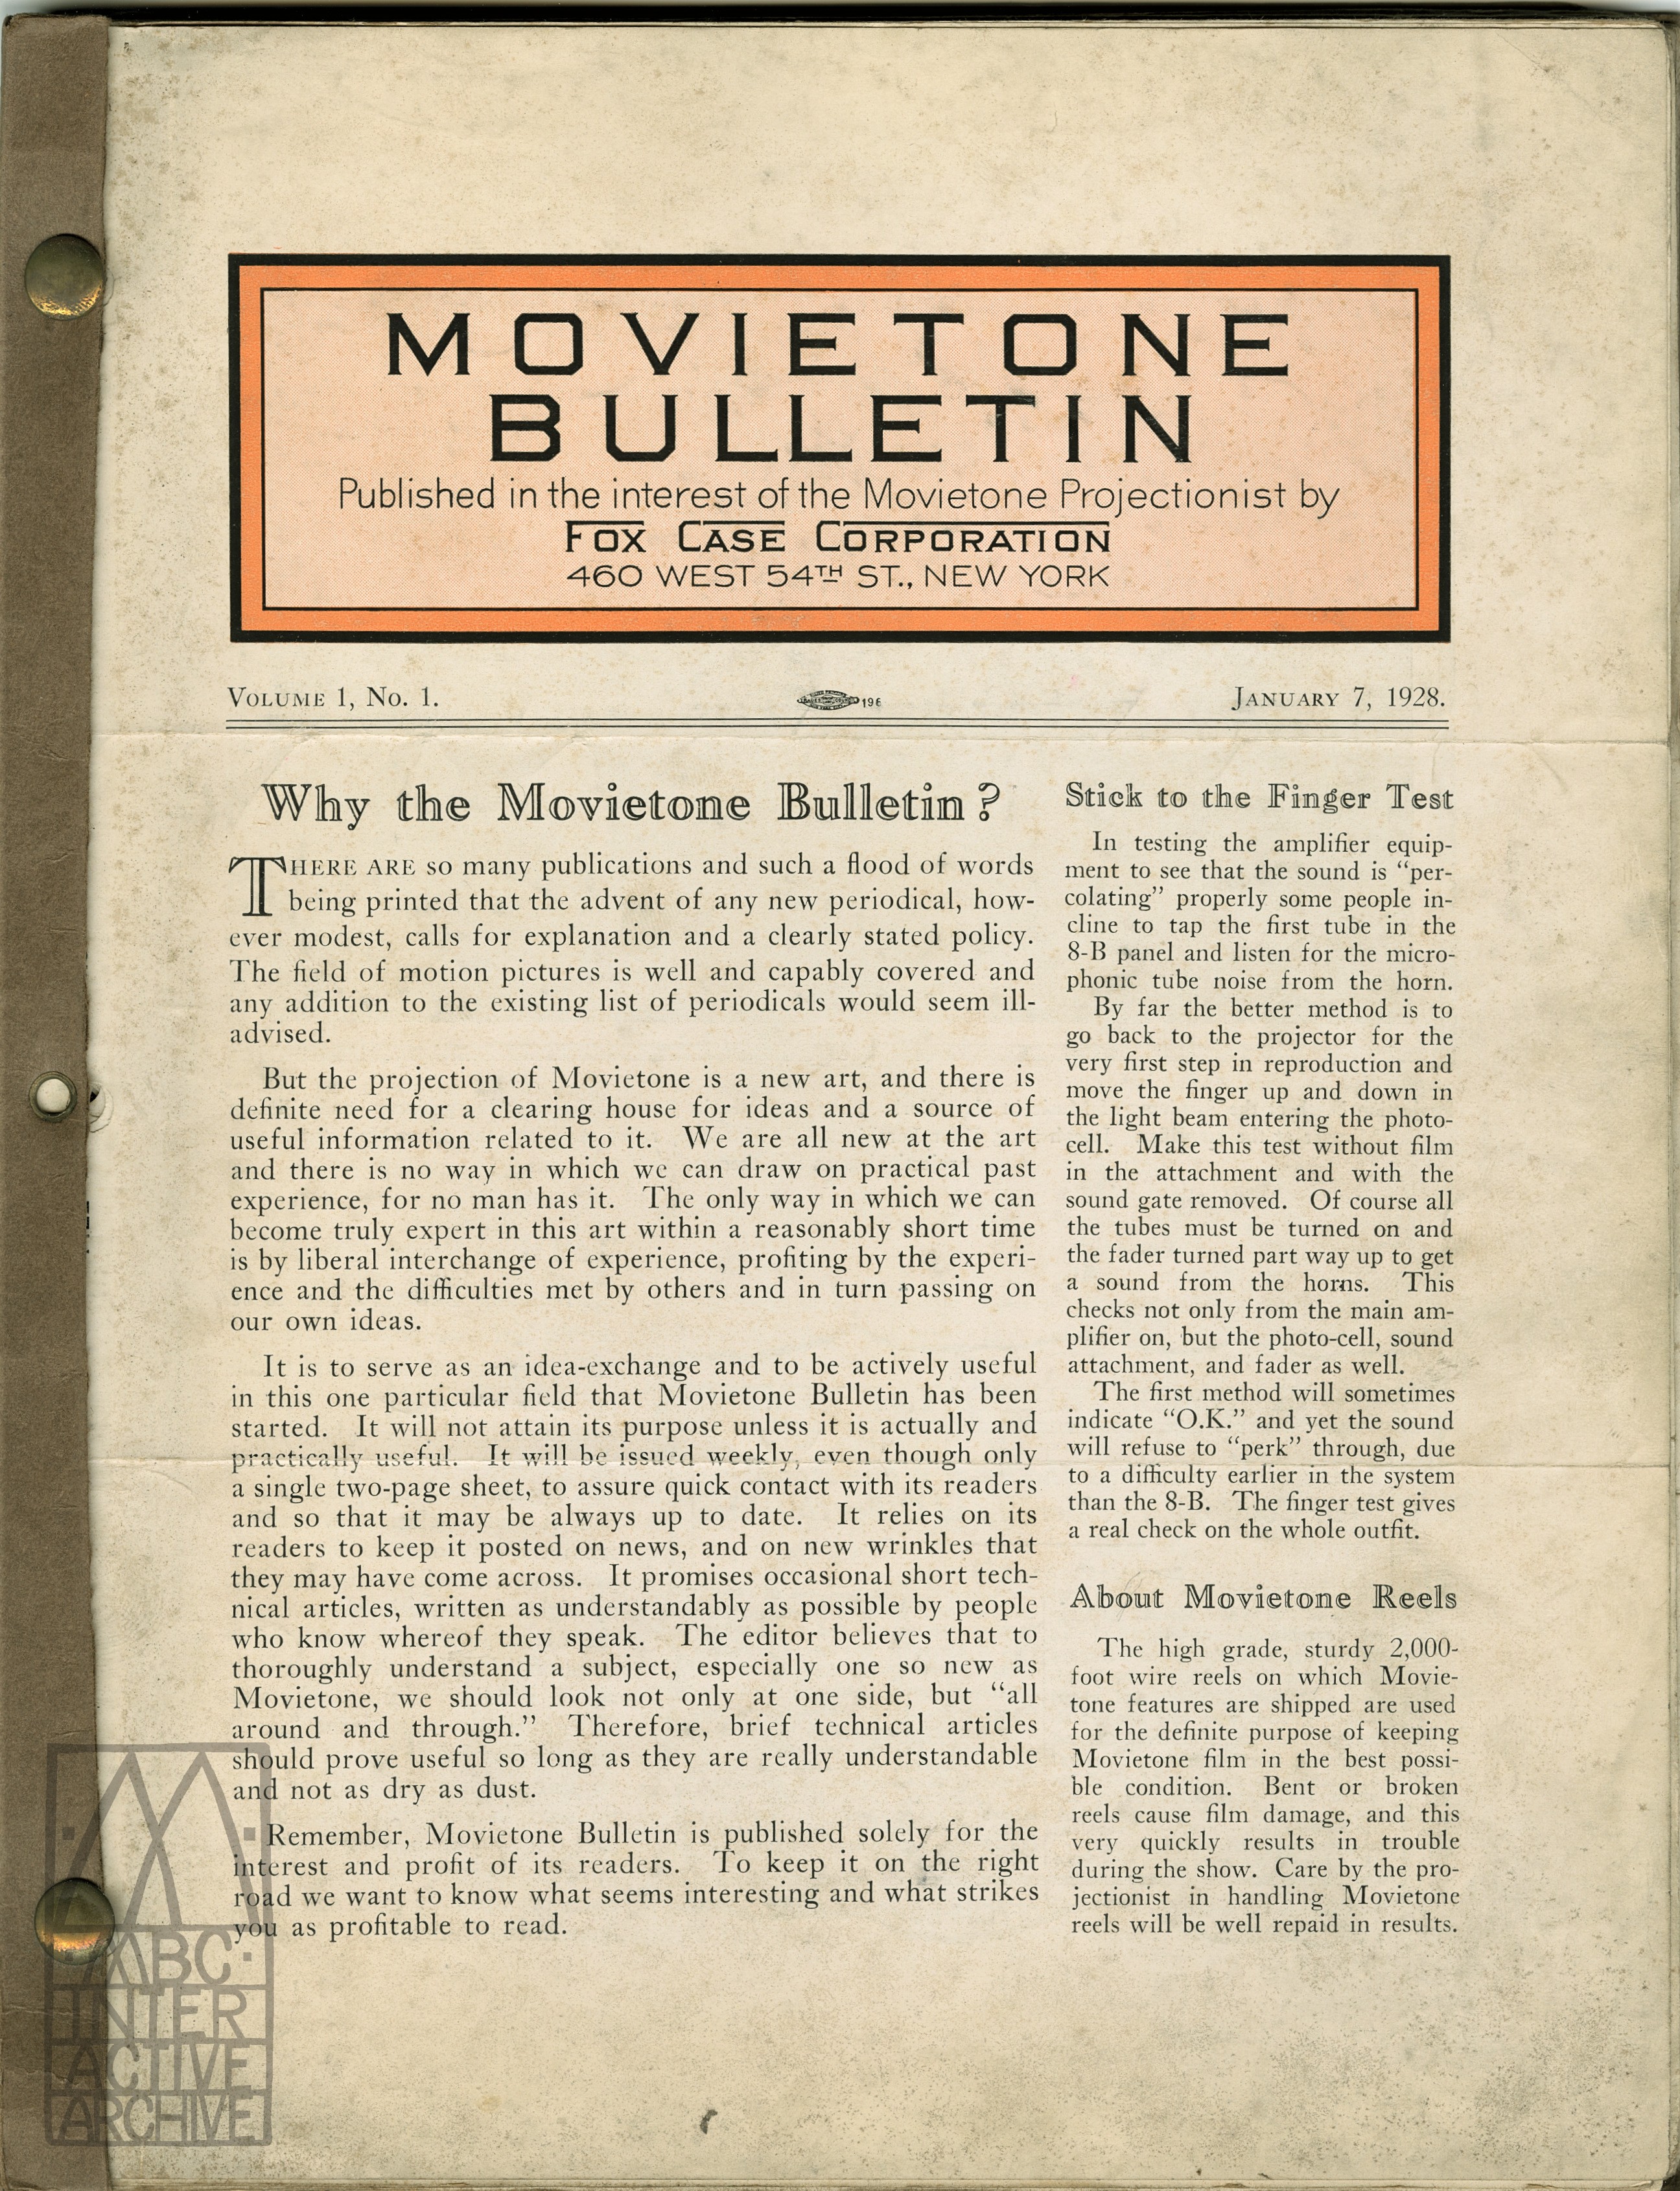 MOVIETONE
BULLETIN
Published in the interest of the Movietone Projectionist by
FOX CASE CORPORATION
460 WEST 54TH ST., NEW YORK
VOLUME 1, No. 1.
196
JANUARY 7, 1928.
Why the Movietone Bulletin?
THERE ARE so many publications and such a flood of words
being printed that the advent of any new periodical, how-
ever modest, calls for explanation and a clearly stated policy.
The field of motion pictures is well and capably covered and
any addition to the existing list of periodicals would seem ill-
advised.
But the projection of Movietone is a new art, and there is
definite need for a clearing house for ideas and a source of
useful information related to it. We are all new at the art
and there is no way in which we can draw on practical past
experience, for no man has it. The only way in which we can
become truly expert in this art within a reasonably short time
is by liberal interchange of experience, profiting by the experi-
ence and the difficulties met by others and in turn passing on
our own ideas.
It is to serve as an idea-exchange and to be actively useful
in this one particular field that Movietone Bulletin has been
started. It will not attain its purpose unless it is actually and
practically useful. It will be issued weekly, even though only
a single two-page sheet, to assure quick contact with its readers
and so that it may be always up to date. It relies on its
readers to keep it posted on news, and on new wrinkles that
they may have come across. It promises occasional short tech-
nical articles, written as understandably as possible by people
who know whereof they speak. The editor believes that to
thoroughly understand a subject, especially one so new as
Movietone, we should look not only at one side, but "all
around and through." Therefore, brief technical articles
should prove useful so long as they are really understandable
and not as dry as dust.
Remember, Movietone Bulletin is published solely for the
interest and profit of its readers. To keep it on the right
road we want to know what seems interesting and what strikes
you as profitable to read.
Stick to the Finger Test
In testing the amplifier equip-
ment to see that the sound is "per-
colating" properly some people in-
cline to tap the first tube in the
8-B panel and listen for the micro-
phonic tube noise from the horn.
By far the better method is to
go back to the projector for the
very first step in reproduction and
move the finger up and down in
the light beam entering the photo-
cell. Make this test without film
in the attachment and with the
sound gate removed. Of course all
the tubes must be turned on and
the fader turned part way up to get
a sound from the horns. This
checks not only from the main am-
plifier on, but the photo-cell, sound
attachment, and fader as well.
The first method will sometimes
indicate "O.K." and yet the sound
will refuse to "perk" through, due
to a difficulty earlier in the system
than the 8-B. The finger test gives
a real check on the whole outfit.
About Movietone Reels
The high grade, sturdy 2,000-
foot wire reels on which Movie-
tone features are shipped are used
for the definite purpose of keeping
Movietone film in the best possi-
ble condition. Bent or broken
reels cause film damage, and this
very quickly results in trouble
during the show. Care by the pro-
jectionist in handling Movietone
reels will be well repaid in results.
ABC
INTER
ACTIVE
ARCHIVE